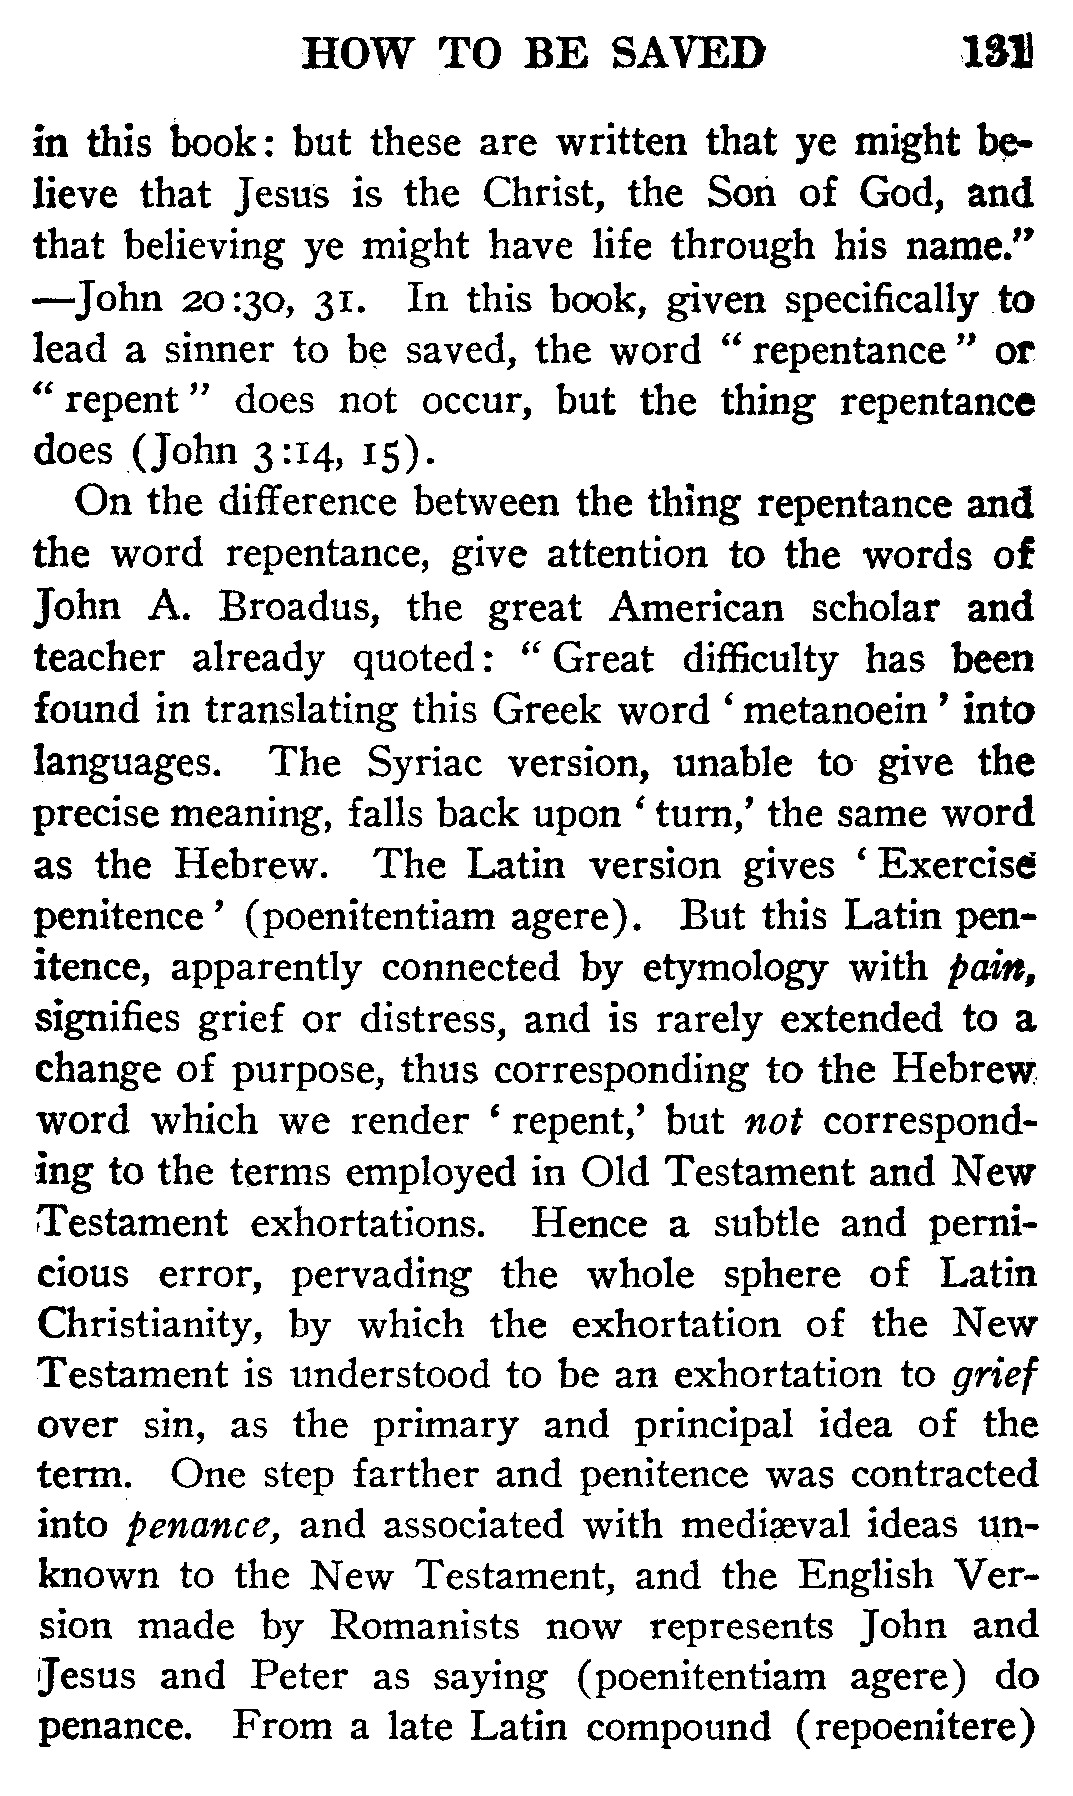 HOW TO BE SAVED 131
in this book: but these are written that ye might be-
lieve that Jesus is the Christ, the Son of God, and
that believing ye might have life through his name."
—John 20:30, 31. In this book, given specifically to
lead a sinner to be saved, the word "repentance" or
"repent" does not occur, but the thing repentance
does (John 3:14, 15).
On the difference between the thing repentance and
the word repentance, give attention to the words of
John A. Broadus, the great American scholar and
teacher already quoted: "Great difficulty has been
found in translating this Greek word 'metanoein' into
languages. The Syriac version, unable to give the
precise meaning, falls back upon 'turn,' the same word
as the Hebrew. The Latin version gives 'Exercise
penitence' (poenitentiam agere). But this Latin pen-
itence, apparently connected by etymology with pain,
signifies grief or distress, and is rarely extended to a
change of purpose, thus corresponding to the Hebrew
word which we render 'repent,' but not correspond-
ing to the terms employed in Old Testament and New
Testament exhortations. Hence a subtle and perni-
cious error, pervading the whole sphere of Latin
Christianity, by which the exhortation of the New
Testament is understood to be an exhortation to grief
over sin, as the primary and principal idea of the
term. One step farther and penitence was contracted
into penance, and associated with mediæval ideas un-
known to the New Testament, and the English Ver-
sion made by Romanists now represents John and
Jesus and Peter as saying (poenitentiam agere) do
penance. From a late Latin compound (repoenitere)